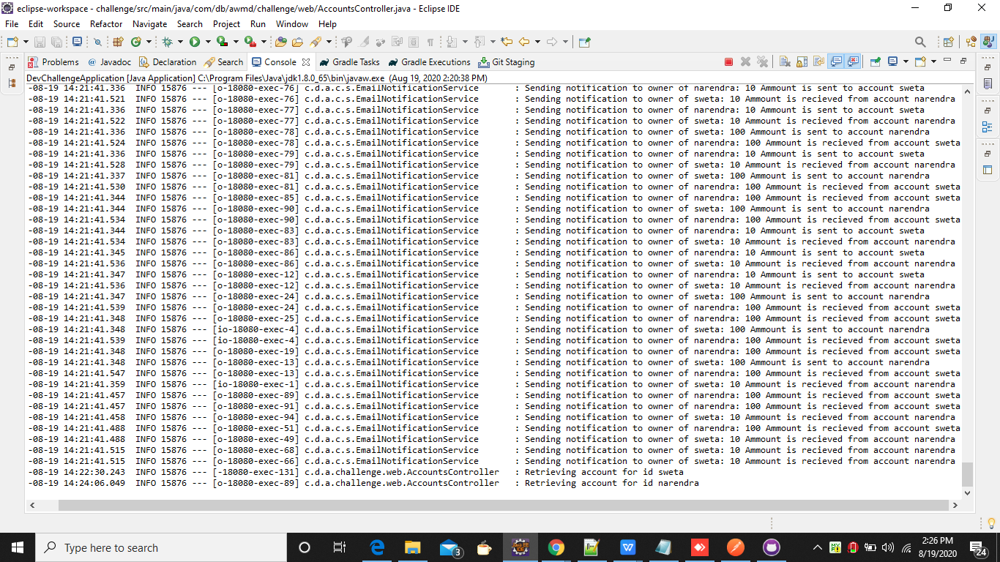 eclipse-workspace - challenge/src/main/java/com/db/awmd/challenge/web/AccountsController.java - Eclipse IDE
File Edit Source Refactor Navigate Search Project Run Window Help
Problems Javadoc Declaration Search Console Gradle Tasks Gradle Executions Git Staging
DevChallengeApplication [Java Application] C:\Program Files\Java\jdk1.8.0_65\bin\javaw.exe (Aug 19, 2020 2:20:38 PM)
-08-19 14:21:41.336 INFO 15876 --- [o-18080-exec-76] c.d.a.c.s.EmailNotificationService : Sending notification to owner of narendra: 10 Ammount is sent to account sweta
-08-19 14:21:41.521 INFO 15876 --- [o-18080-exec-76] c.d.a.c.s.EmailNotificationService : Sending notification to owner of sweta: 10 Ammount is recieved from account narendra
-08-19 14:21:41.336 INFO 15876 --- [o-18080-exec-77] c.d.a.c.s.EmailNotificationService : Sending notification to owner of narendra: 10 Ammount is sent to account sweta
-08-19 14:21:41.522 INFO 15876 --- [o-18080-exec-77] c.d.a.c.s.EmailNotificationService : Sending notification to owner of sweta: 10 Ammount is recieved from account narendra
-08-19 14:21:41.336 INFO 15876 --- [o-18080-exec-78] c.d.a.c.s.EmailNotificationService : Sending notification to owner of sweta: 100 Ammount is sent to account narendra
-08-19 14:21:41.524 INFO 15876 --- [o-18080-exec-78] c.d.a.c.s.EmailNotificationService : Sending notification to owner of narendra: 100 Ammount is recieved from account sweta
-08-19 14:21:41.336 INFO 15876 --- [o-18080-exec-79] c.d.a.c.s.EmailNotificationService : Sending notification to owner of narendra: 10 Ammount is sent to account sweta
-08-19 14:21:41.528 INFO 15876 --- [o-18080-exec-79] c.d.a.c.s.EmailNotificationService : Sending notification to owner of sweta: 10 Ammount is recieved from account narendra
-08-19 14:21:41.337 INFO 15876 --- [o-18080-exec-81] c.d.a.c.s.EmailNotificationService : Sending notification to owner of sweta: 100 Ammount is sent to account narendra
-08-19 14:21:41.530 INFO 15876 --- [o-18080-exec-81] c.d.a.c.s.EmailNotificationService : Sending notification to owner of narendra: 100 Ammount is recieved from account sweta
-08-19 14:21:41.344 INFO 15876 --- [o-18080-exec-85] c.d.a.c.s.EmailNotificationService : Sending notification to owner of narendra: 100 Ammount is recieved from account sweta
-08-19 14:21:41.344 INFO 15876 --- [o-18080-exec-90] c.d.a.c.s.EmailNotificationService : Sending notification to owner of sweta: 100 Ammount is sent to account narendra
-08-19 14:21:41.534 INFO 15876 --- [o-18080-exec-90] c.d.a.c.s.EmailNotificationService : Sending notification to owner of narendra: 100 Ammount is recieved from account sweta
-08-19 14:21:41.344 INFO 15876 --- [o-18080-exec-83] c.d.a.c.s.EmailNotificationService : Sending notification to owner of narendra: 10 Ammount is sent to account sweta
-08-19 14:21:41.534 INFO 15876 --- [o-18080-exec-83] c.d.a.c.s.EmailNotificationService : Sending notification to owner of sweta: 10 Ammount is recieved from account narendra
-08-19 14:21:41.345 INFO 15876 --- [o-18080-exec-86] c.d.a.c.s.EmailNotificationService : Sending notification to owner of narendra: 10 Ammount is sent to account sweta
-08-19 14:21:41.536 INFO 15876 --- [o-18080-exec-86] c.d.a.c.s.EmailNotificationService : Sending notification to owner of sweta: 10 Ammount is recieved from account narendra
-08-19 14:21:41.347 INFO 15876 --- [o-18080-exec-12] c.d.a.c.s.EmailNotificationService : Sending notification to owner of narendra: 10 Ammount is sent to account sweta
-08-19 14:21:41.536 INFO 15876 --- [o-18080-exec-12] c.d.a.c.s.EmailNotificationService : Sending notification to owner of sweta: 10 Ammount is recieved from account narendra
-08-19 14:21:41.347 INFO 15876 --- [o-18080-exec-24] c.d.a.c.s.EmailNotificationService : Sending notification to owner of sweta: 100 Ammount is sent to account narendra
-08-19 14:21:41.539 INFO 15876 --- [o-18080-exec-24] c.d.a.c.s.EmailNotificationService : Sending notification to owner of narendra: 100 Ammount is recieved from account sweta
-08-19 14:21:41.348 INFO 15876 --- [o-18080-exec-25] c.d.a.c.s.EmailNotificationService : Sending notification to owner of narendra: 100 Ammount is recieved from account sweta
-08-19 14:21:41.348 INFO 15876 --- [io-18080-exec-4] c.d.a.c.s.EmailNotificationService : Sending notification to owner of sweta: 100 Ammount is sent to account narendra
-08-19 14:21:41.539 INFO 15876 --- [io-18080-exec-4] c.d.a.c.s.EmailNotificationService : Sending notification to owner of narendra: 100 Ammount is recieved from account sweta
-08-19 14:21:41.348 INFO 15876 --- [o-18080-exec-19] c.d.a.c.s.EmailNotificationService : Sending notification to owner of narendra: 100 Ammount is recieved from account sweta
-08-19 14:21:41.348 INFO 15876 --- [o-18080-exec-13] c.d.a.c.s.EmailNotificationService : Sending notification to owner of sweta: 100 Ammount is sent to account narendra
-08-19 14:21:41.547 INFO 15876 --- [o-18080-exec-13] c.d.a.c.s.EmailNotificationService : Sending notification to owner of narendra: 100 Ammount is recieved from account sweta
-08-19 14:21:41.359 INFO 15876 --- [io-18080-exec-1] c.d.a.c.s.EmailNotificationService : Sending notification to owner of sweta: 10 Ammount is recieved from account narendra
-08-19 14:21:41.457 INFO 15876 --- [o-18080-exec-89] c.d.a.c.s.EmailNotificationService : Sending notification to owner of narendra: 100 Ammount is recieved from account sweta
-08-19 14:21:41.457 INFO 15876 --- [o-18080-exec-91] c.d.a.c.s.EmailNotificationService : Sending notification to owner of narendra: 100 Ammount is recieved from account sweta
-08-19 14:21:41.458 INFO 15876 --- [o-18080-exec-94] c.d.a.c.s.EmailNotificationService : Sending notification to owner of sweta: 10 Ammount is recieved from account narendra
-08-19 14:21:41.488 INFO 15876 --- [o-18080-exec-51] c.d.a.c.s.EmailNotificationService : Sending notification to owner of narendra: 100 Ammount is recieved from account sweta
-08-19 14:21:41.488 INFO 15876 --- [o-18080-exec-49] c.d.a.c.s.EmailNotificationService : Sending notification to owner of sweta: 10 Ammount is recieved from account narendra
-08-19 14:21:41.515 INFO 15876 --- [o-18080-exec-68] c.d.a.c.s.EmailNotificationService : Sending notification to owner of sweta: 10 Ammount is recieved from account narendra
-08-19 14:21:41.515 INFO 15876 --- [o-18080-exec-66] c.d.a.c.s.EmailNotificationService : Sending notification to owner of sweta: 10 Ammount is recieved from account narendra
-08-19 14:22:30.243 INFO 15876 --- [-18080-exec-131] c.d.a.challenge.web.AccountsController : Retrieving account for id sweta
-08-19 14:24:06.049 INFO 15876 --- [o-18080-exec-89] c.d.a.challenge.web.AccountsController : Retrieving account for id narendra
Type here to search
3
2:26 PM
8/19/2020
24